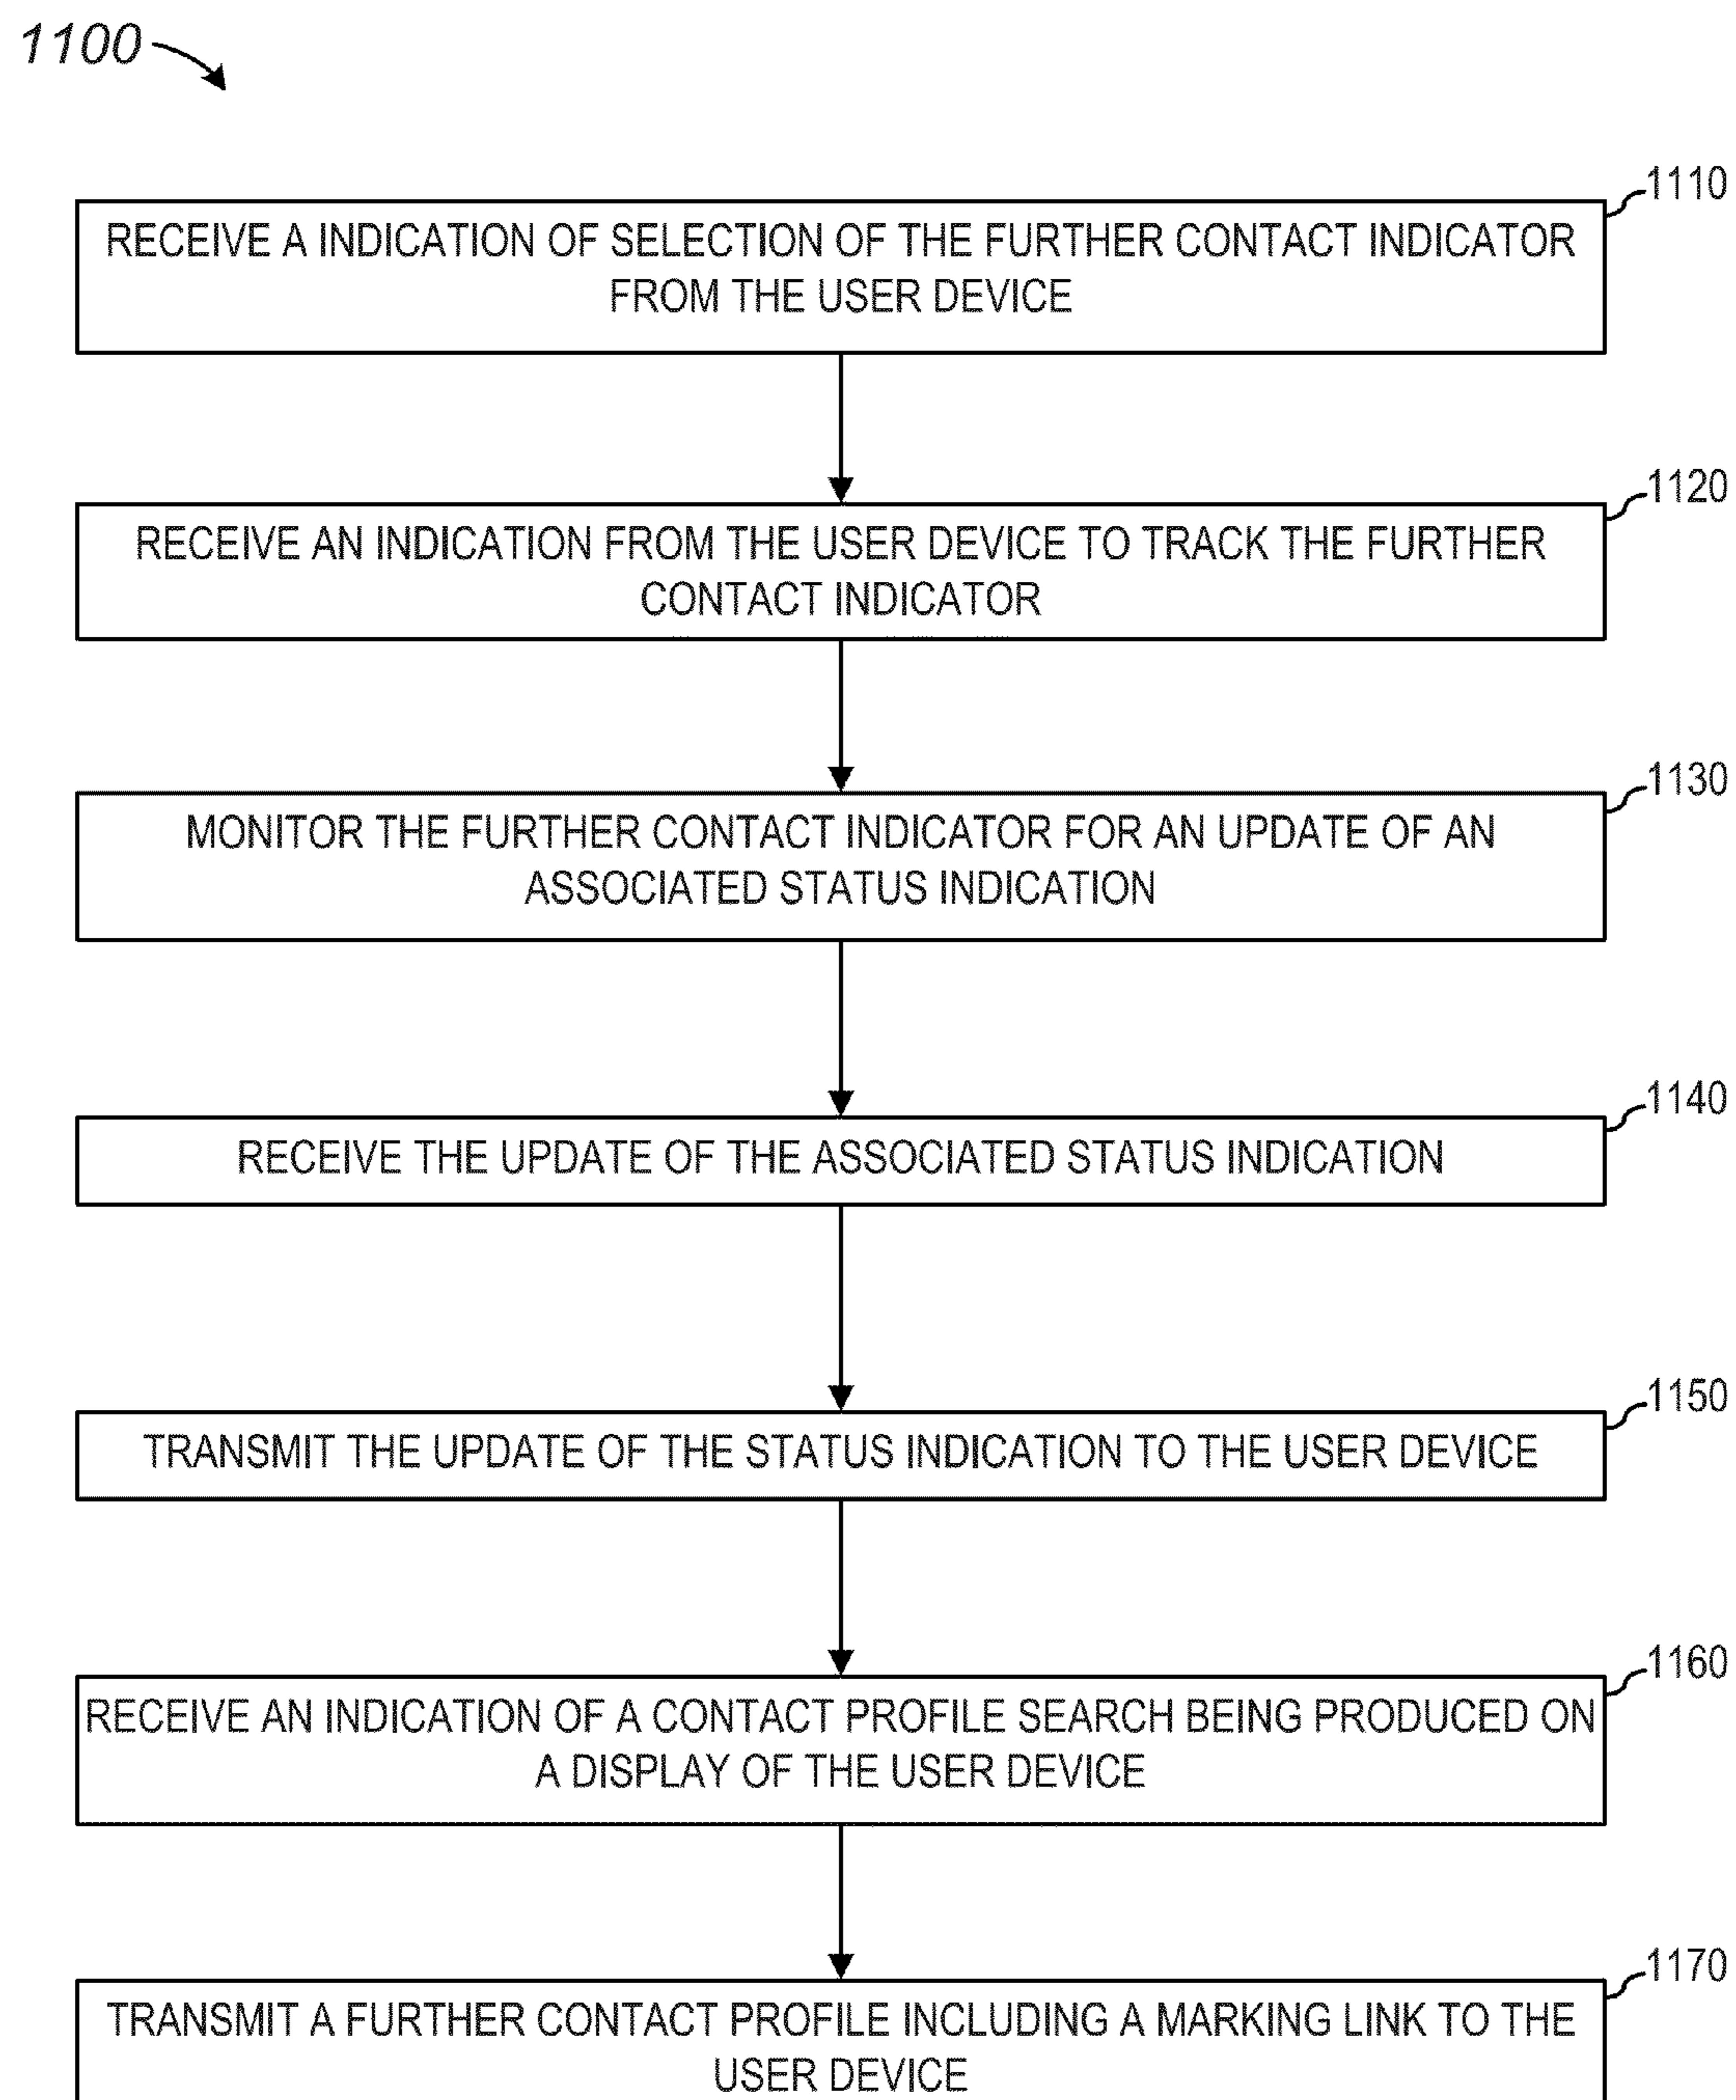 1100
1110
RECEIVE A INDICATION OF SELECTION OF THE FURTHER CONTACT INDICATOR
FROM THE USER DEVICE
1120
RECEIVE AN INDICATION FROM THE USER DEVICE TO TRACK THE FURTHER
CONTACT INDICATOR
1130
MONITOR THE FURTHER CONTACT INDICATOR FOR AN UPDATE OF AN
ASSOCIATED STATUS INDICATION
1140
RECEIVE THE UPDATE OF THE ASSOCIATED STATUS INDICATION
1150
TRANSMIT THE UPDATE OF THE STATUS INDICATION TO THE USER DEVICE
1160
RECEIVE AN INDICATION OF A CONTACT PROFILE SEARCH BEING PRODUCED ON
A DISPLAY OF THE USER DEVICE
1170
TRANSMIT A FURTHER CONTACT PROFILE INCLUDING A MARKING LINK TO THE
USER DEVICE